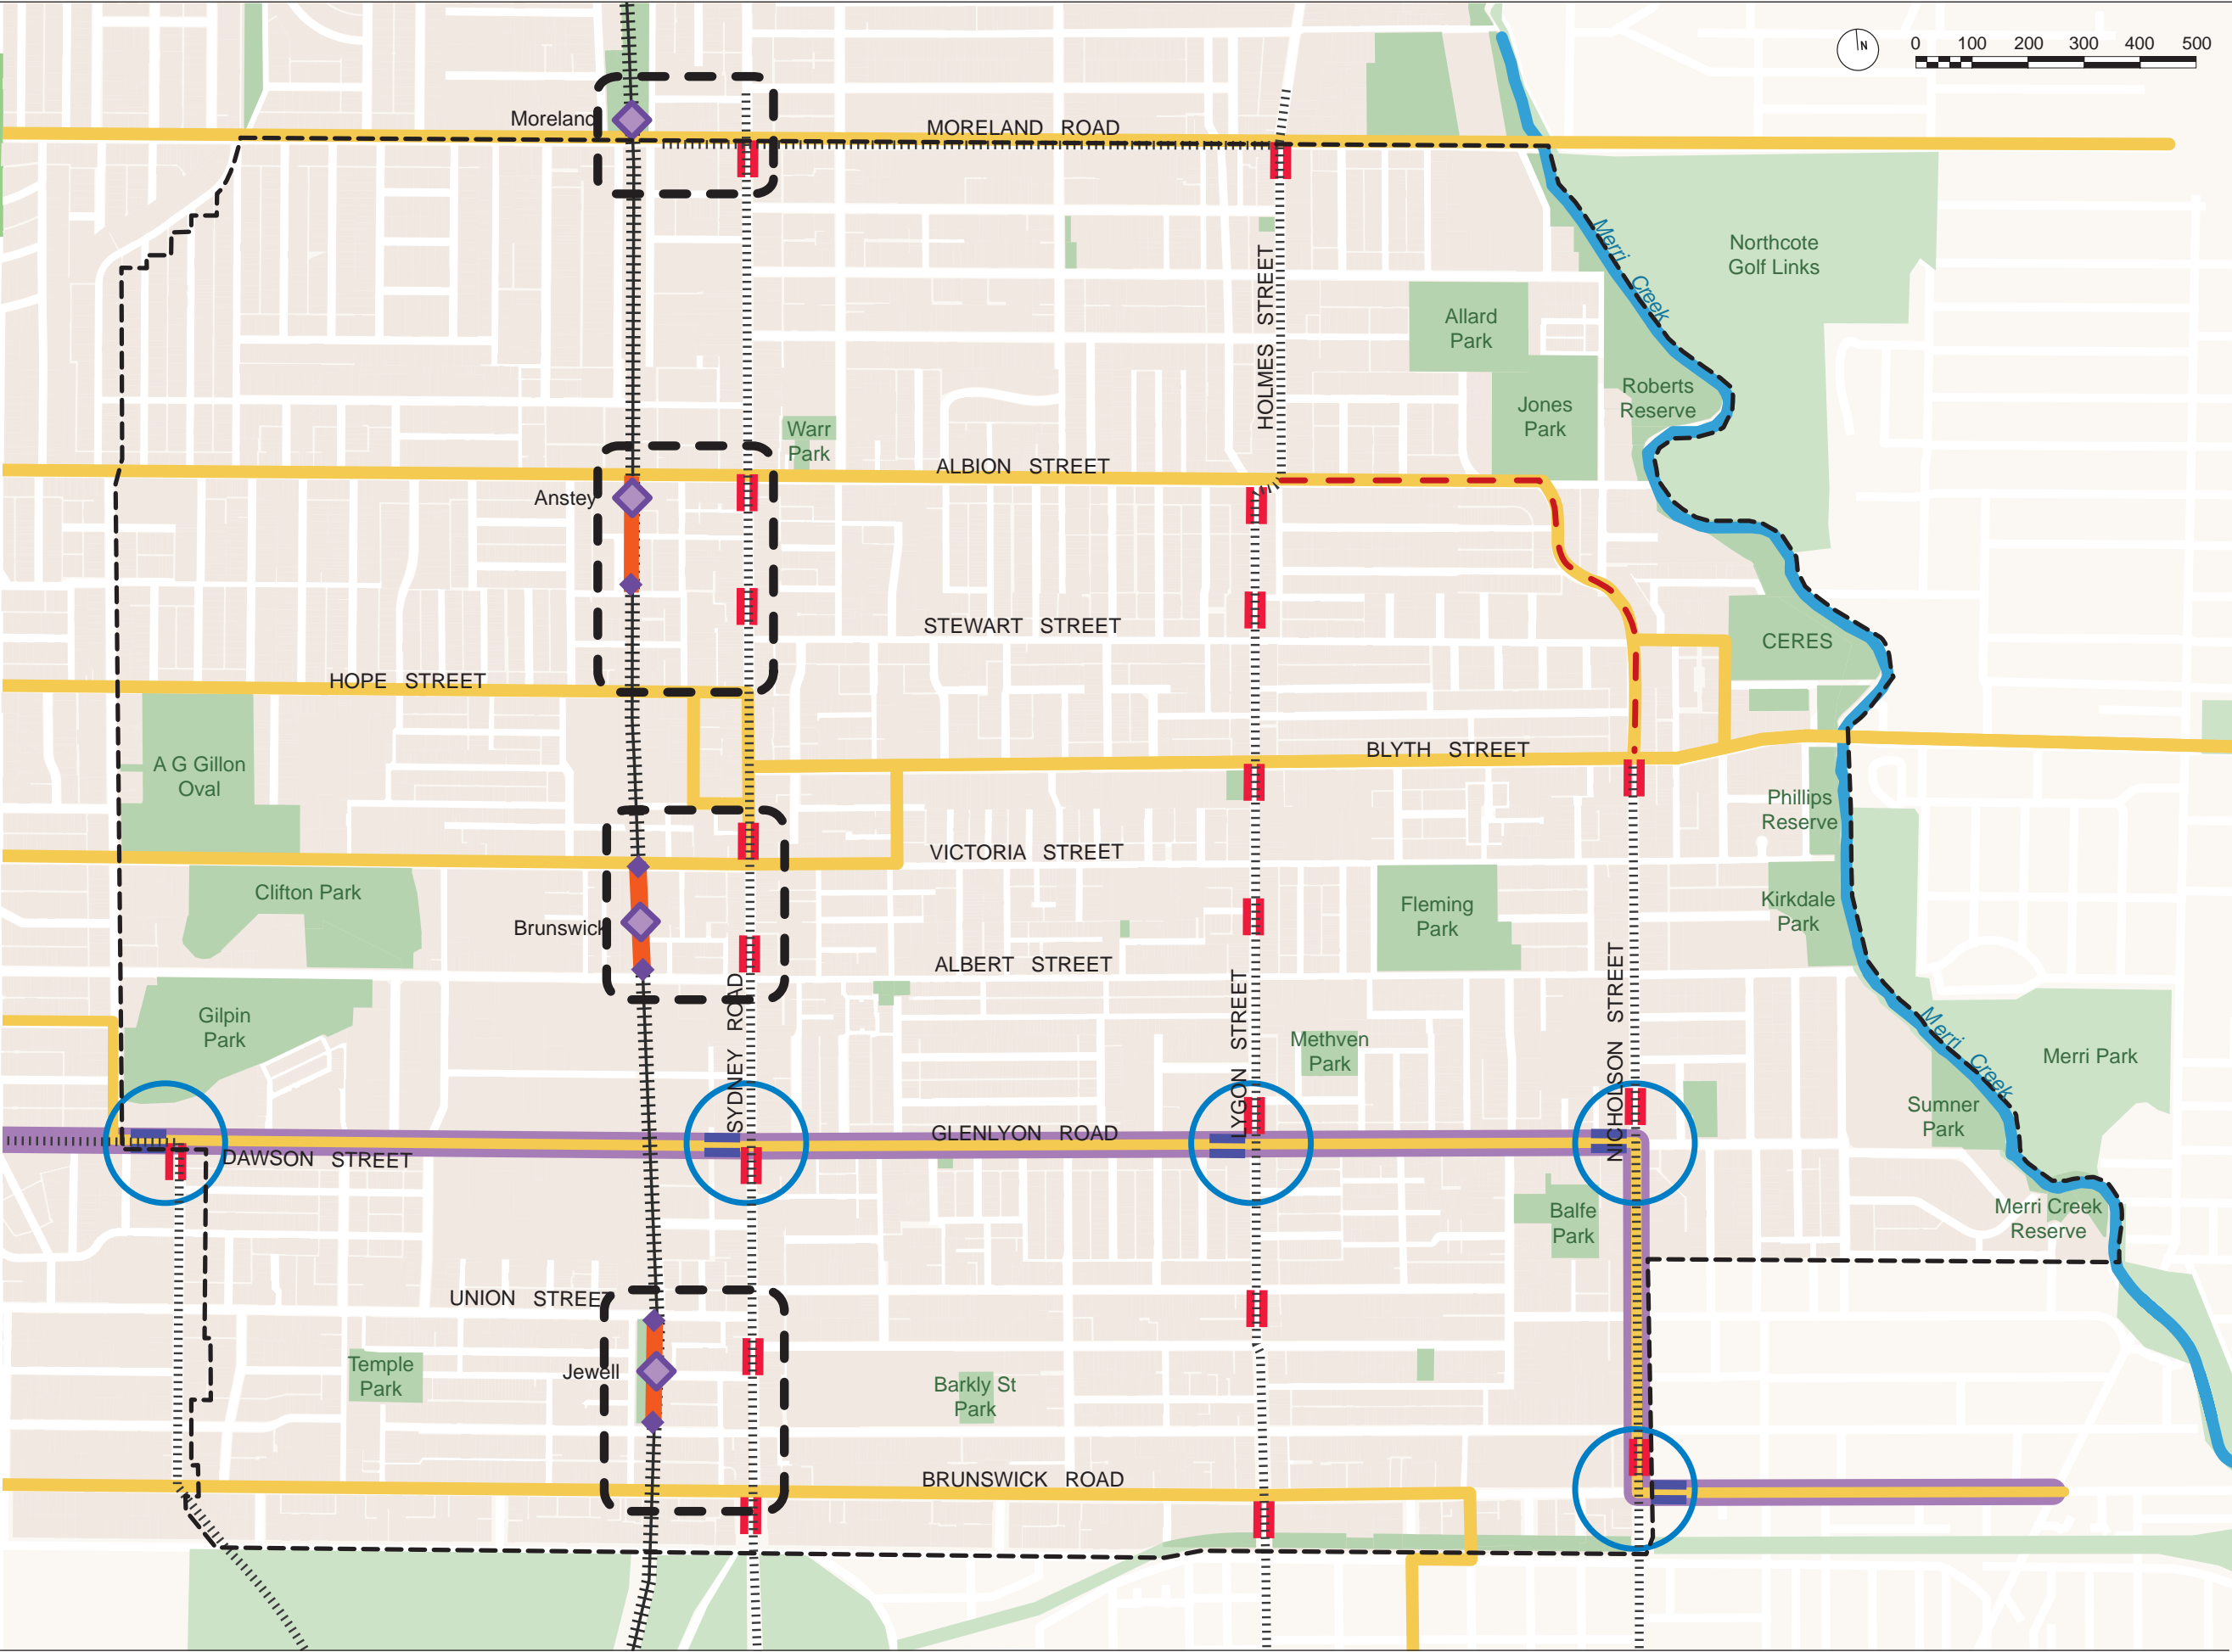 N
0 100 200 300 400 500
Moreland
MORELAND ROAD
Merri Creek
Northcote
Golf Links
HOLMES STREET
Allard
Park
Roberts
Reserve
Jones
Park
Warr
Park
ALBION STREET
Anstey
STEWART STREET
CERES
HOPE STREET
BLYTH STREET
A G Gillon
Oval
Phillips
Reserve
VICTORIA STREET
Clifton Park
Fleming
Park
Kirkdale
Park
Brunswick
ALBERT STREET
SYDNEY ROAD
LYGON STREET
NICHOLSON STREET
Gilpin
Park
Methven
Park
Merri Creek
Merri Park
Sumner
Park
GLENLYON ROAD
DAWSON STREET
Balfe
Park
Merri Creek
Reserve
UNION STREET
Temple
Park
Jewell
Barkly St
Park
BRUNSWICK ROAD